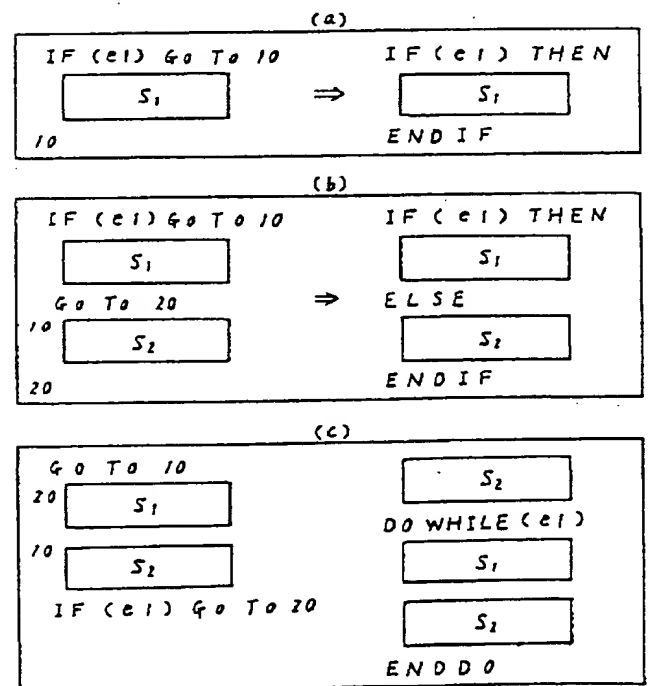 (a)
IF (e1) Go To 10
S1
10
⇒
IF (e1) THEN
S1
ENDIF
(b)
IF (e1) Go To 10
S1
Go To 20
10 S2
20
⇒
IF (e1) THEN
S1
ELSE
S2
ENDIF
(c)
Go To 10
20 S1
10 S2
IF (e1) Go To 20
S2
DO WHILE (e1)
S1
S2
ENDDO